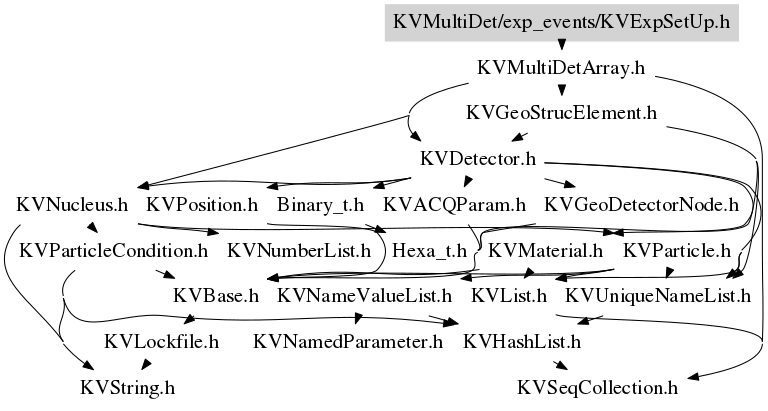 KVMultiDet/exp_events/KVExpSetUp.h
KVMultiDetArray.h
KVGeoStrucElement.h
KVDetector.h
KVNucleus.h KVPosition.h Binary_t.h KVACQParam.h KVGeoDetectorNode.h
KVParticleCondition.h KVNumberList.h Hexa_t.h KVMaterial.h KVParticle.h
KVBase.h KVNameValueList.h KVList.h KVUniqueNameList.h
KVLockfile.h KVNamedParameter.h KVHashList.h
KVString.h KVSeqCollection.h